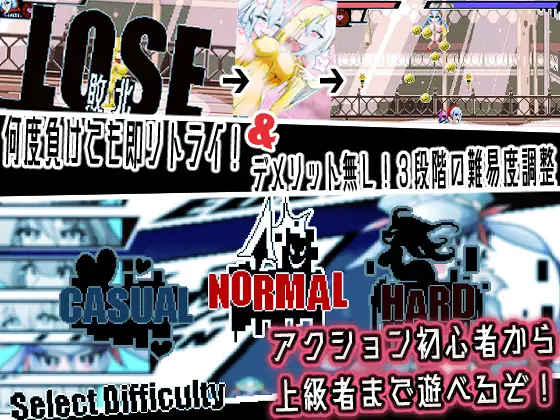 LOSE
敗北
何度負けても即リトライ！
&
デメリット無し！３段階の難易度調整
CASUAL
NORMAL
HARD
Select Difficulty
アクション初心者から
上級者まで遊べるぞ！